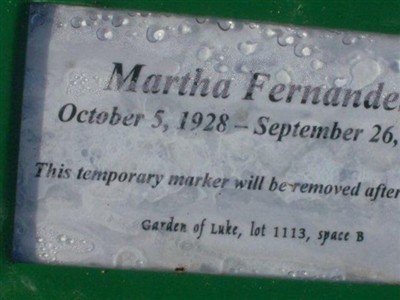 Martha Fernande
October 5, 1928 – September 26,
This temporary marker will be removed after
Garden of Luke, lot 1113, space B